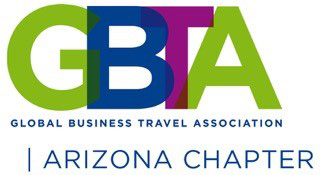 GBTA
GLOBAL BUSINESS TRAVEL ASSOCIATION
| ARIZONA CHAPTER